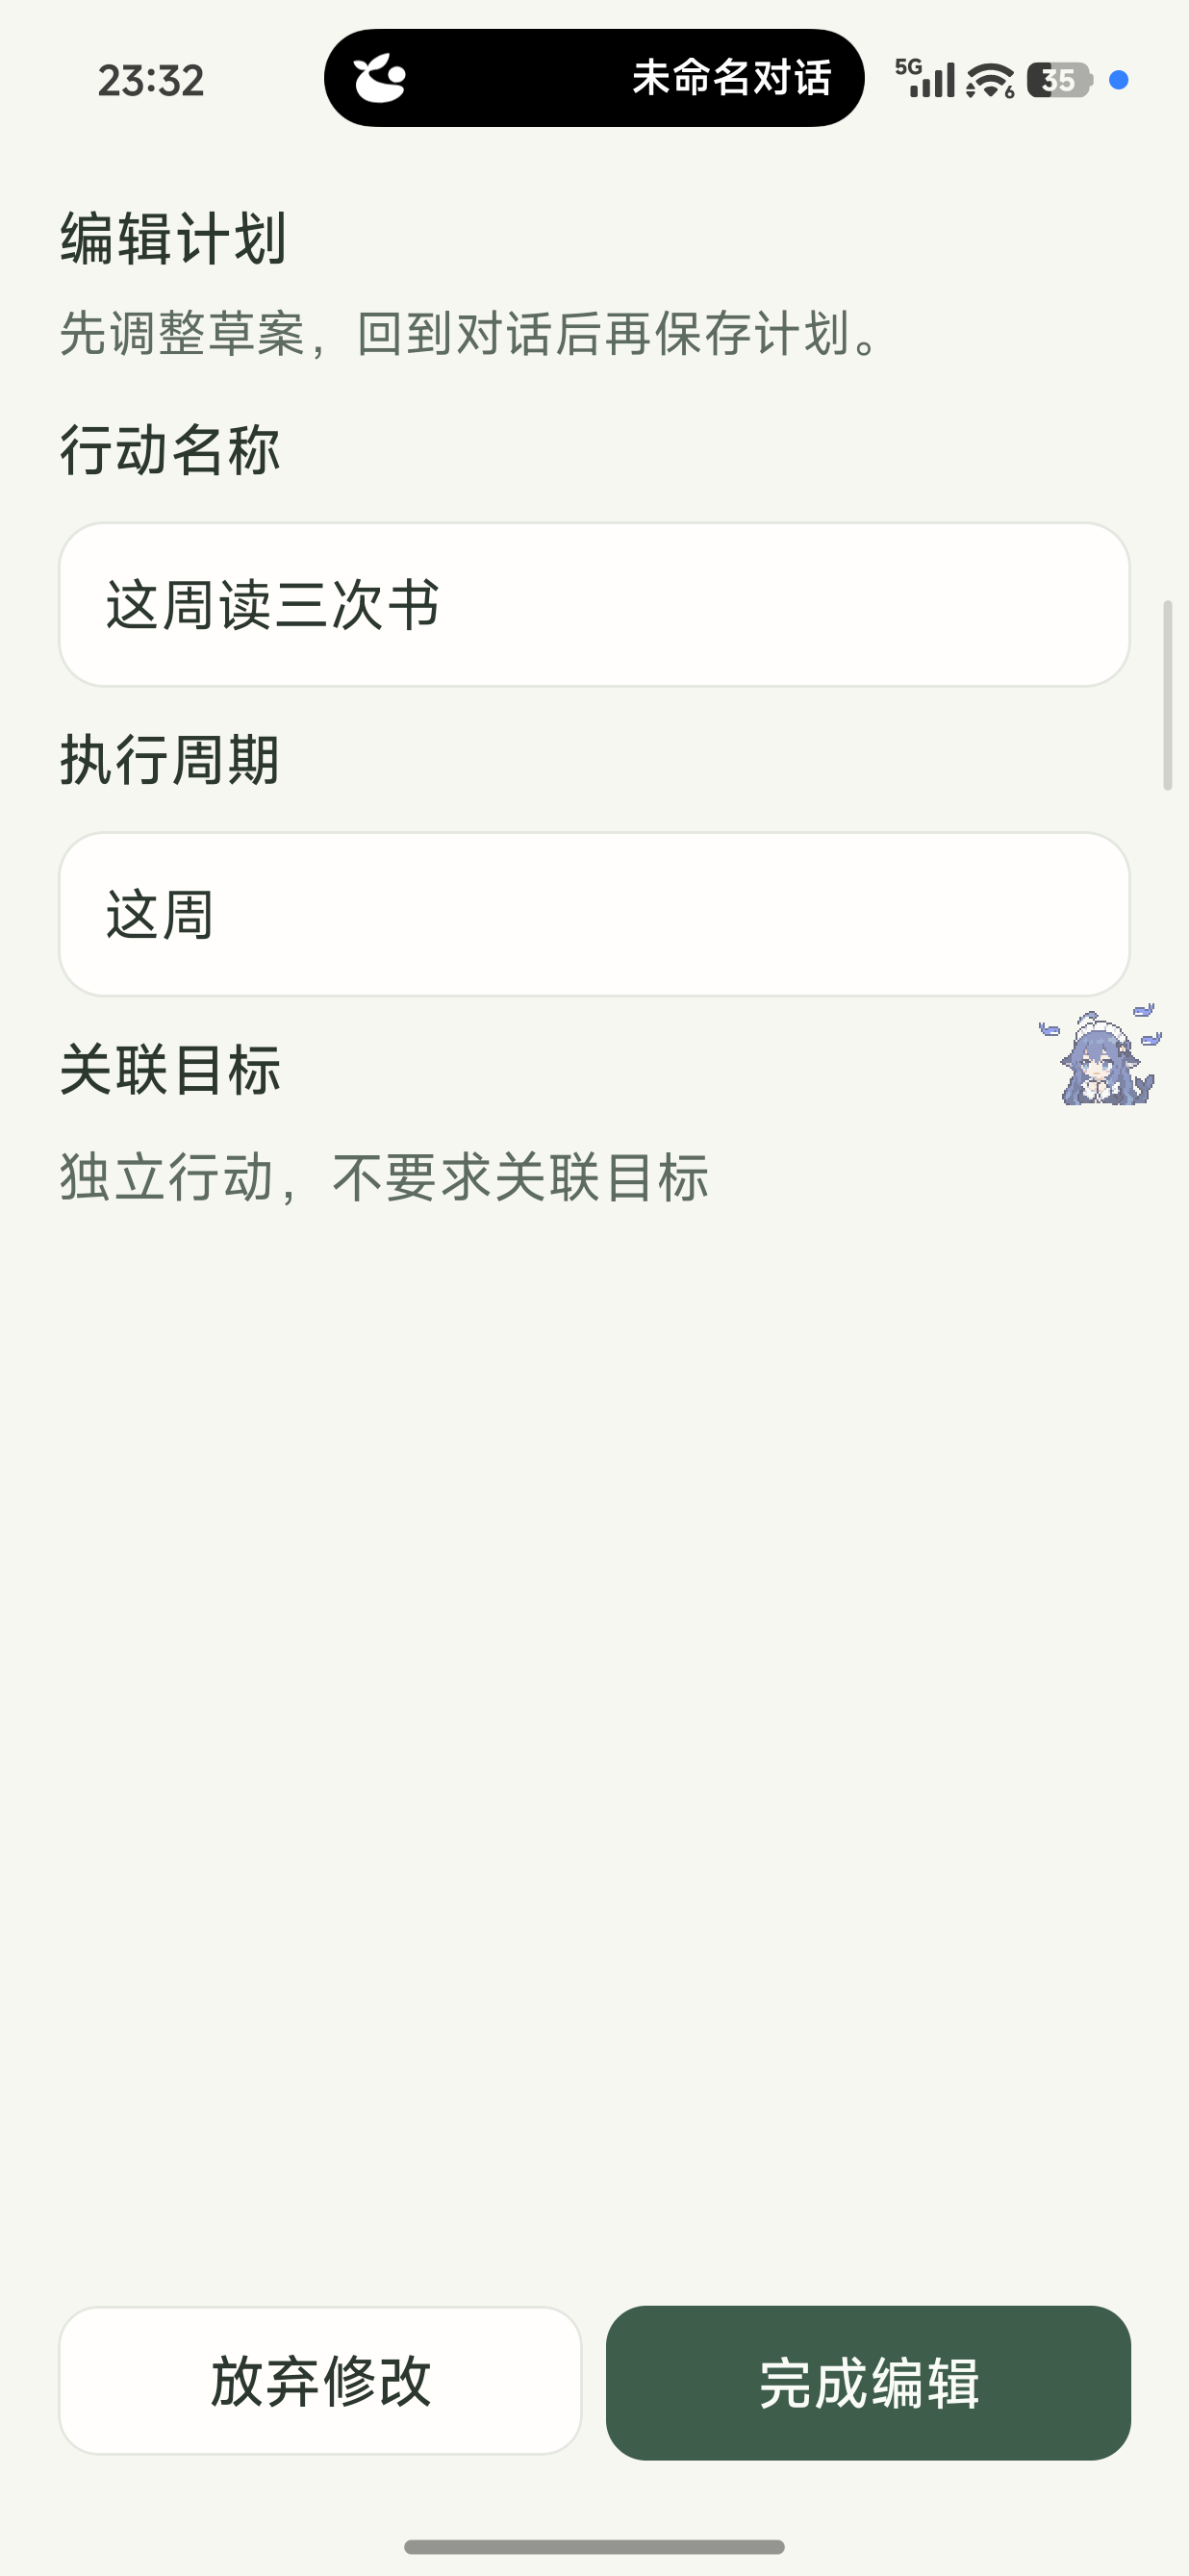 23:32
未命名对话
5G
6
35
编辑计划
先调整草案，回到对话后再保存计划。
行动名称
这周读三次书
执行周期
这周
关联目标
独立行动，不要求关联目标
放弃修改
完成编辑